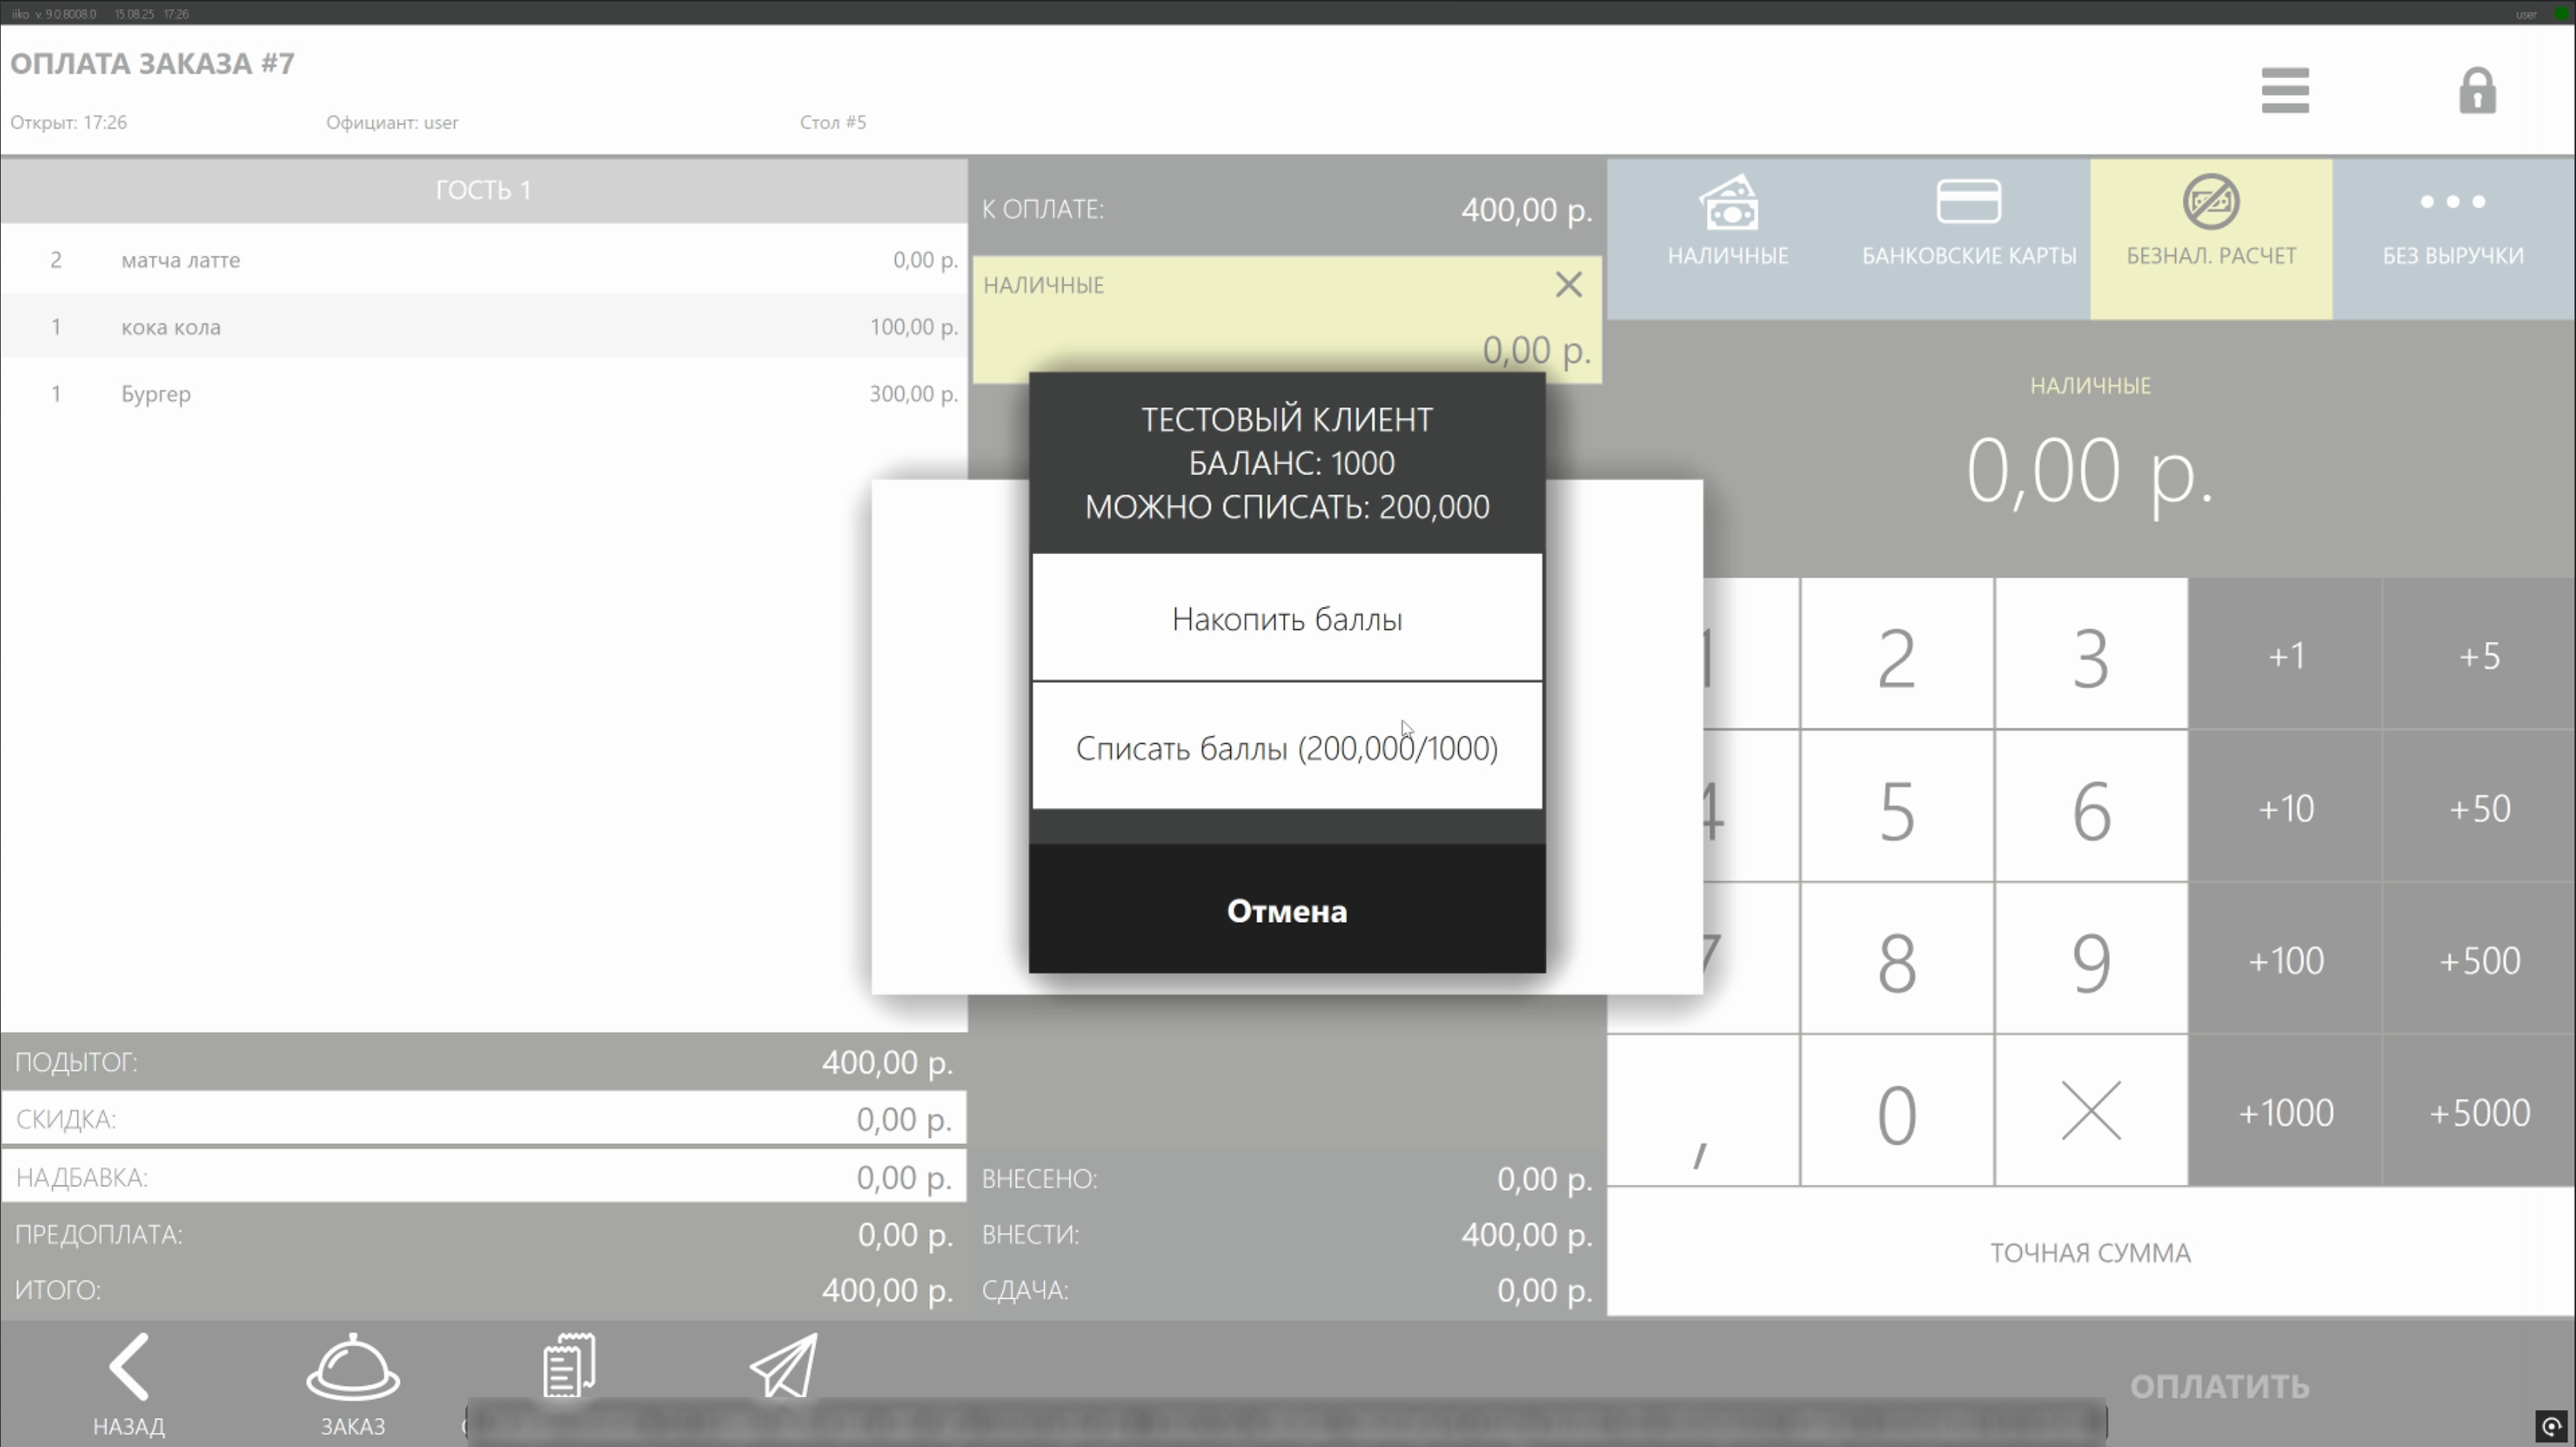 iiko v. 9.0.8008.0 15.08.25 17:26 user
ОПЛАТА ЗАКАЗА #7
Открыт: 17:26 Официант: user Стол #5
ГОСТЬ 1
2 матча латте 0,00 р.
1 кока кола 100,00 р.
1 Бургер 300,00 р.
ПОДЫТОГ: 400,00 р.
СКИДКА: 0,00 р.
НАДБАВКА: 0,00 р.
ПРЕДОПЛАТА: 0,00 р.
ИТОГО: 400,00 р.
К ОПЛАТЕ: 400,00 р.
НАЛИЧНЫЕ
0,00 р.
ТЕСТОВЫЙ КЛИЕНТ
БАЛАНС: 1000
МОЖНО СПИСАТЬ: 200,000
Накопить баллы
Списать баллы (200,000/1000)
Отмена
ВНЕСЕНО: 0,00 р.
ВНЕСТИ: 400,00 р.
СДАЧА: 0,00 р.
НАЛИЧНЫЕ БАНКОВСКИЕ КАРТЫ БЕЗНАЛ. РАСЧЕТ БЕЗ ВЫРУЧКИ
НАЛИЧНЫЕ
0,00 р.
1 2 3 +1 +5
4 5 6 +10 +50
7 8 9 +100 +500
, 0 +1000 +5000
ТОЧНАЯ СУММА
НАЗАД ЗАКАЗ ОПЛАТИТЬ